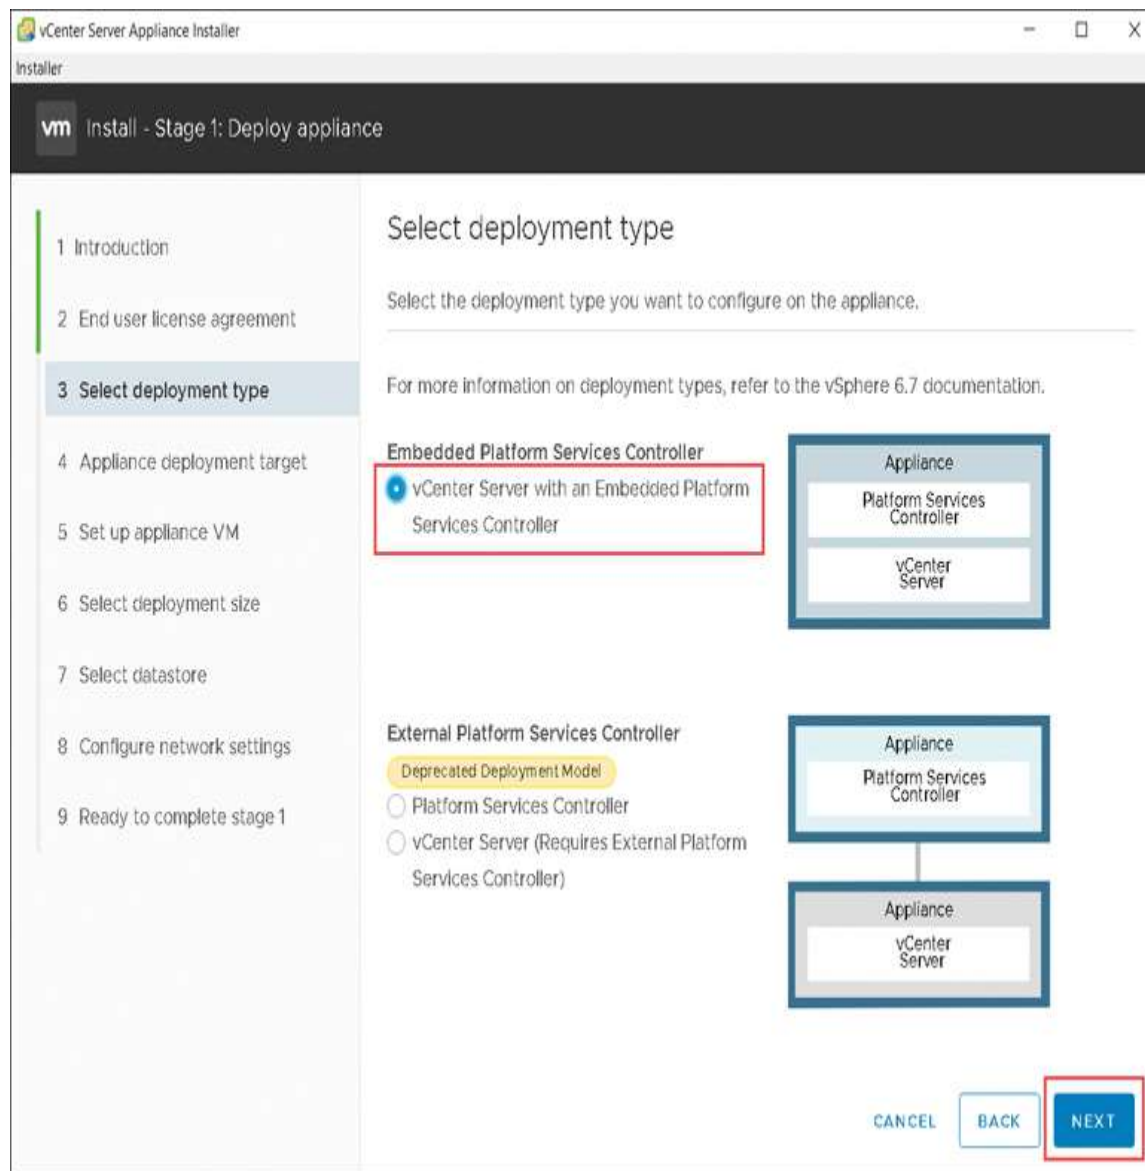 vCenter Server Appliance Installer
Installer
vm Install - Stage 1: Deploy appliance
1 Introduction
2 End user license agreement
3 Select deployment type
4 Appliance deployment target
5 Set up appliance VM
6 Select deployment size
7 Select datastore
8 Configure network settings
9 Ready to complete stage 1
Select deployment type
Select the deployment type you want to configure on the appliance.
For more information on deployment types, refer to the vSphere 6.7 documentation.
Embedded Platform Services Controller
vCenter Server with an Embedded Platform
Services Controller
Appliance
Platform Services
Controller
vCenter
Server
External Platform Services Controller
Deprecated Deployment Model
Platform Services Controller
vCenter Server (Requires External Platform
Services Controller)
Appliance
Platform Services
Controller
Appliance
vCenter
Server
CANCEL
BACK
NEXT